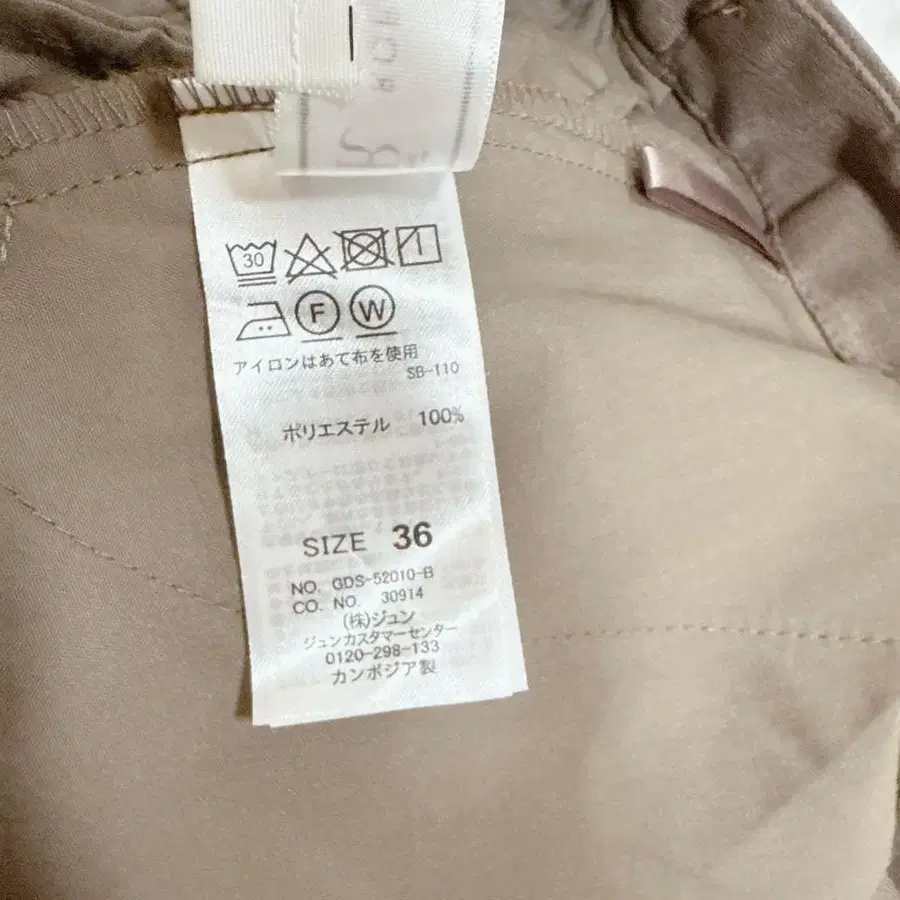 30
F W
アイロンはあて布を使用
SB-110
ポリエステル 100%
SIZE 36
NO. GDS-52010-B
CO. NO. 30914
(株)ジュン
ジュンカスタマーセンター
0120-298-133
カンボジア製